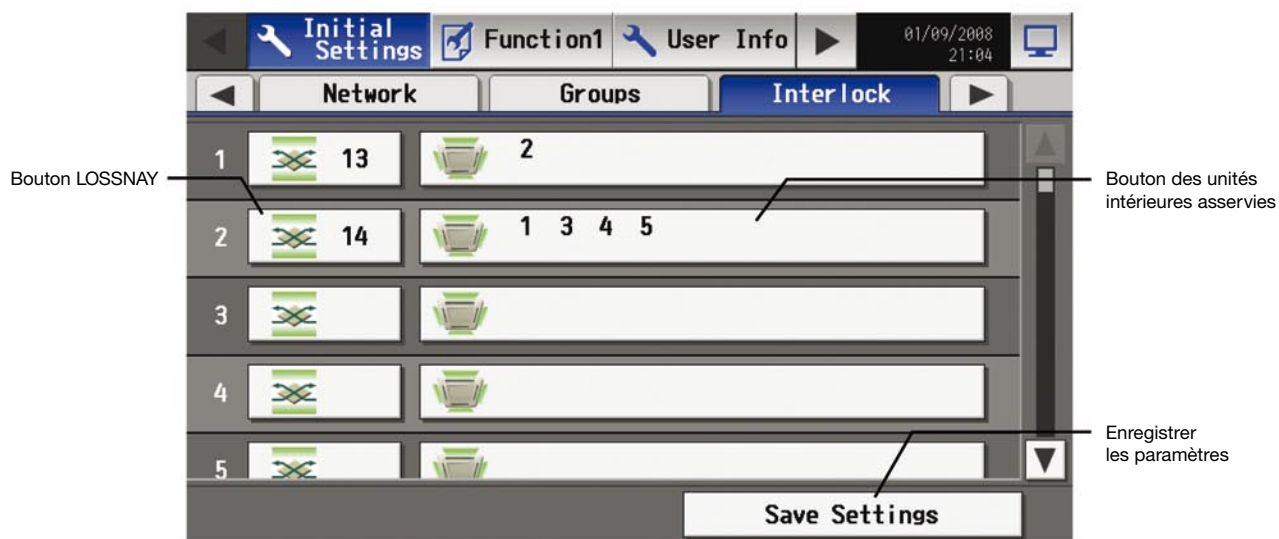 Initial
Settings
Function1
User Info
01/09/2008
21:04
Network
Groups
Interlock
1
13
2
Bouton LOSSNAY
Bouton des unités
intérieures asservies
2
14
1 3 4 5
3
4
5
Enregistrer
les paramètres
Save Settings